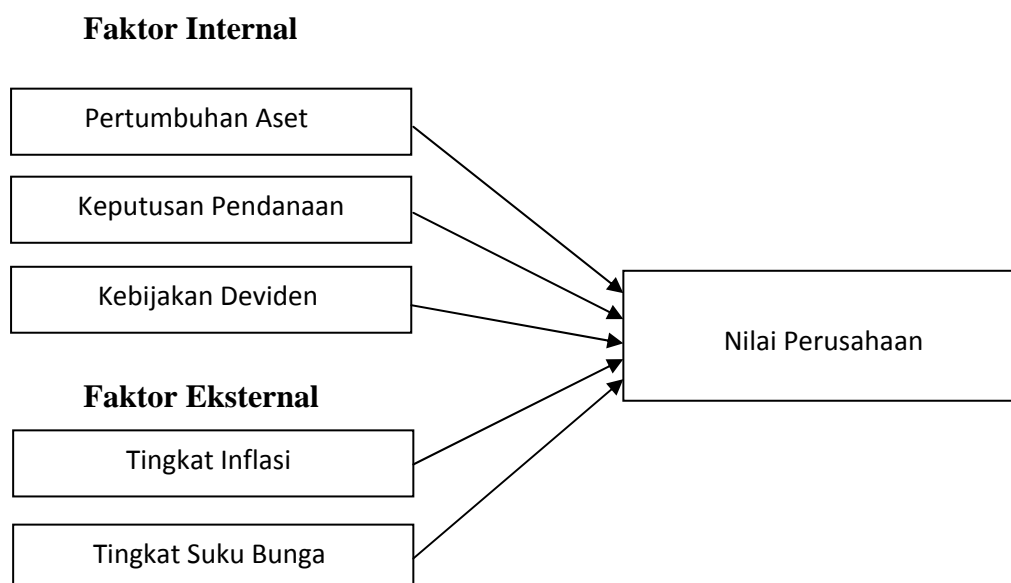 Faktor Internal
Pertumbuhan Aset
Keputusan Pendanaan
Kebijakan Deviden
Nilai Perusahaan
Faktor Eksternal
Tingkat Inflasi
Tingkat Suku Bunga